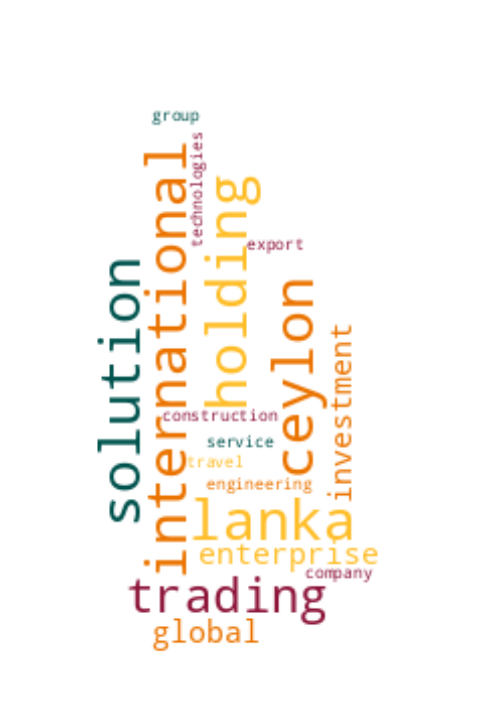 group
technologies
international
holding
export
solution
ceylon
investment
construction
service
travel
engineering
lanka
enterprise
company
trading
global